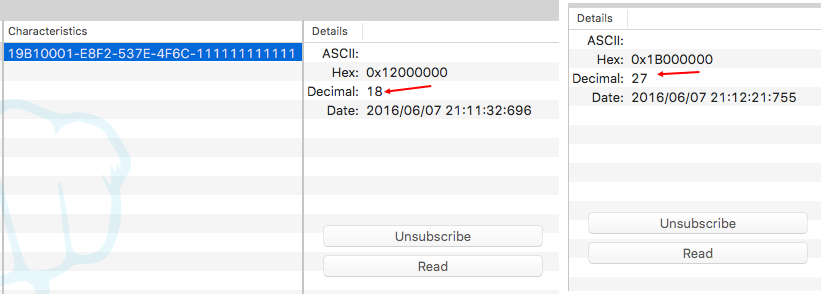 Characteristics
19B10001-E8F2-537E-4F6C-111111111111
Details
ASCII:
Hex: 0x12000000
Decimal: 18
Date: 2016/06/07 21:11:32:696
Unsubscribe
Read
Details
ASCII:
Hex: 0x1B000000
Decimal: 27
Date: 2016/06/07 21:12:21:755
Unsubscribe
Read